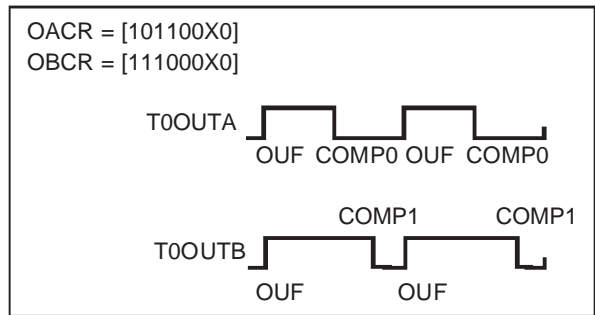 OACR = [101100X0]
OBCR = [111000X0]
T0OUTA
OUF COMP0 OUF COMP0
COMP1 COMP1
T0OUTB
OUF OUF